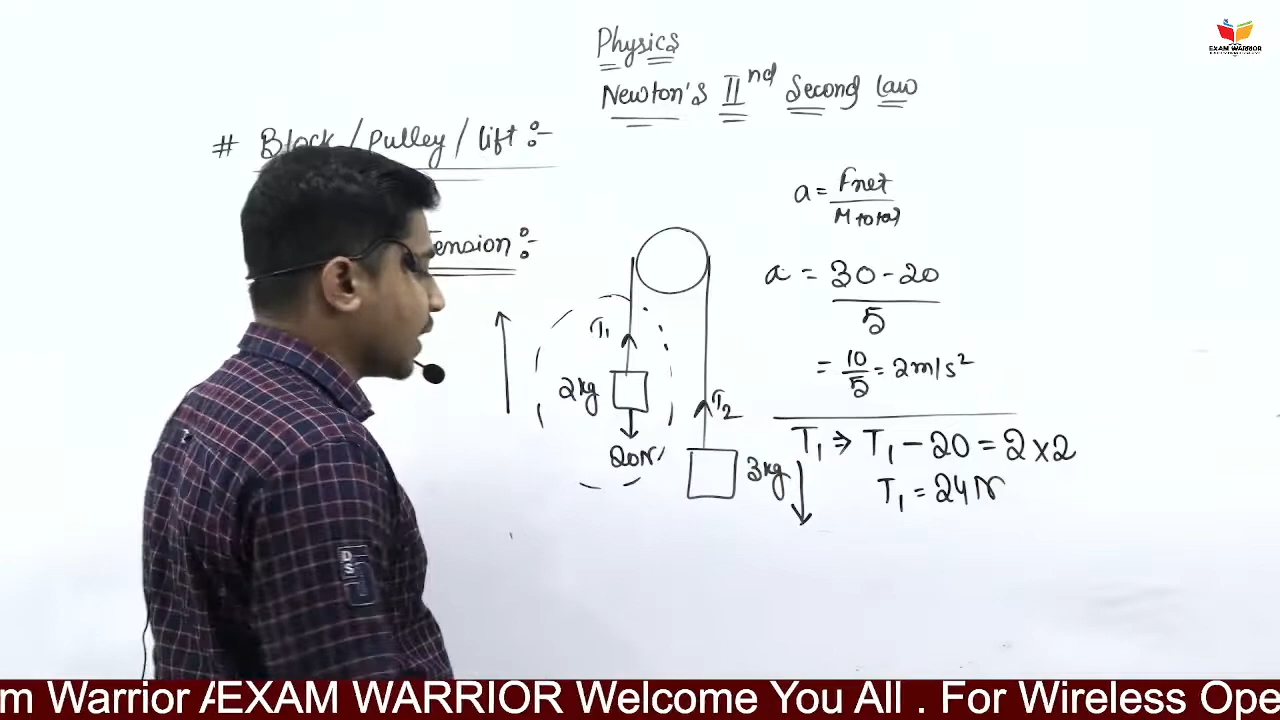 Physics
Newton's IInd Second Law
# Block / Pulley / lift :-
Tension :-
a = Fnet / M total
a = 30 - 20 / 5
= 10/5 = 2m/s²
T₁
2kg
20N
T₂
3kg
T₁ ⇒ T₁ - 20 = 2 x 2
T₁ = 24N
EXAM WARRIOR
DS
m Warrior A EXAM WARRIOR Welcome You All . For Wireless Ope